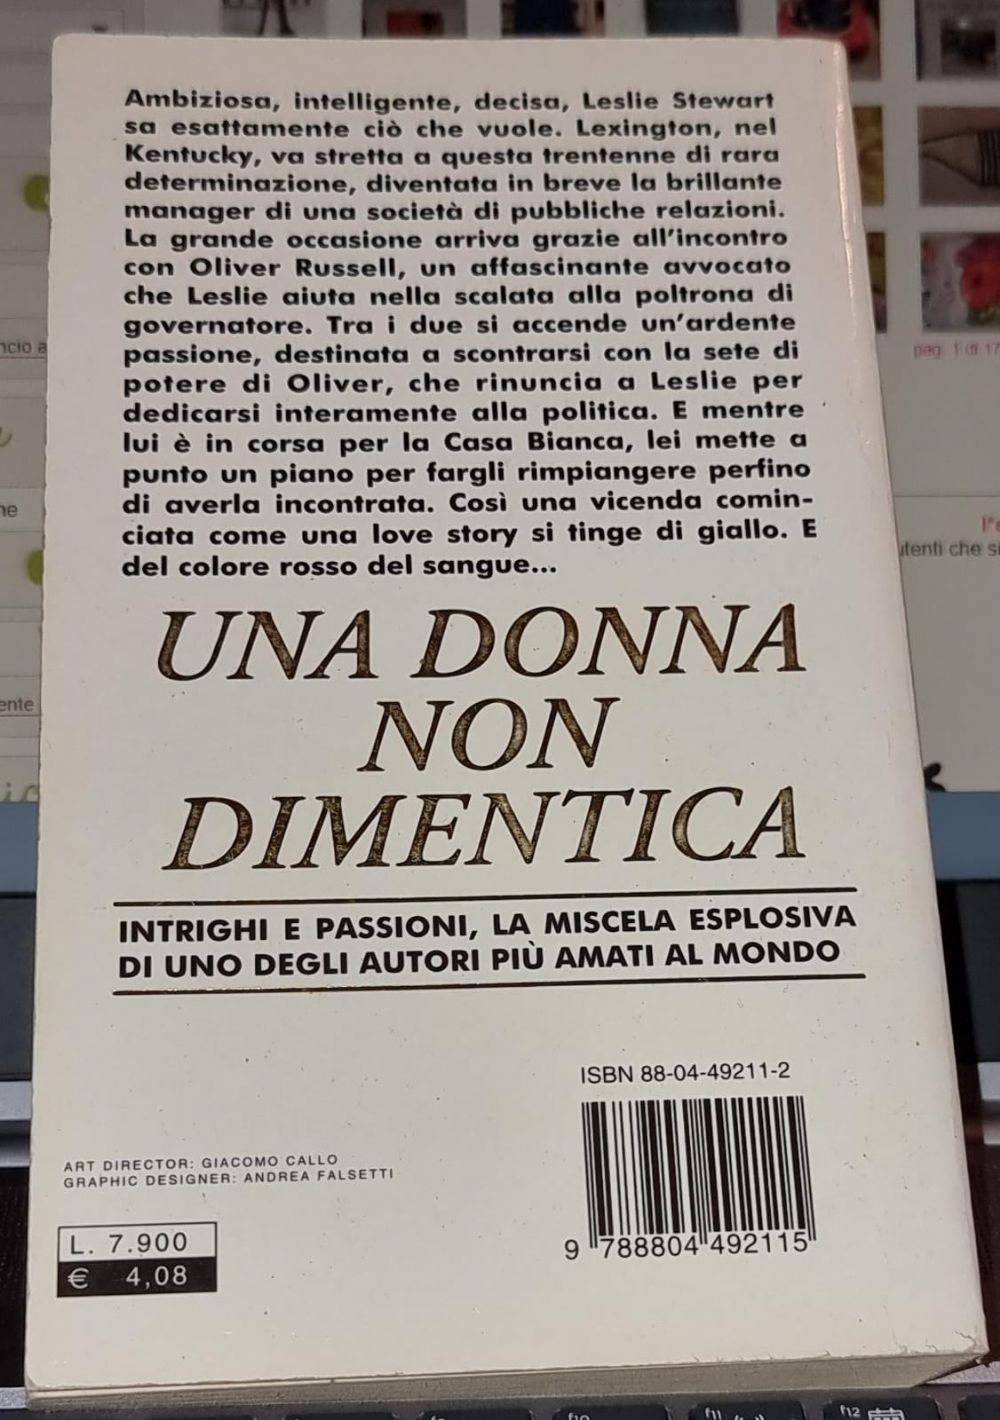 Ambiziosa, intelligente, decisa, Leslie Stewart
sa esattamente ciò che vuole. Lexington, nel
Kentucky, va stretta a questa trentenne di rara
determinazione, diventata in breve la brillante
manager di una società di pubbliche relazioni.
La grande occasione arriva grazie all'incontro
con Oliver Russell, un affascinante avvocato
che Leslie aiuta nella scalata alla poltrona di
governatore. Tra i due si accende un'ardente
passione, destinata a scontrarsi con la sete di
potere di Oliver, che rinuncia a Leslie per
dedicarsi interamente alla politica. E mentre
lui è in corsa per la Casa Bianca, lei mette a
punto un piano per fargli rimpiangere perfino
di averla incontrata. Così una vicenda comin-
ciata come una love story si tinge di giallo. E
del colore rosso del sangue...
UNA DONNA
NON
DIMENTICA
INTRIGHI E PASSIONI, LA MISCELA ESPLOSIVA
DI UNO DEGLI AUTORI PIÙ AMATI AL MONDO
ISBN 88-04-49211-2
9 788804 492115
ART DIRECTOR: GIACOMO CALLO
GRAPHIC DESIGNER: ANDREA FALSETTI
L. 7.900
€ 4,08
pag. 1 di 17
utenti che si
f10
f11
f12